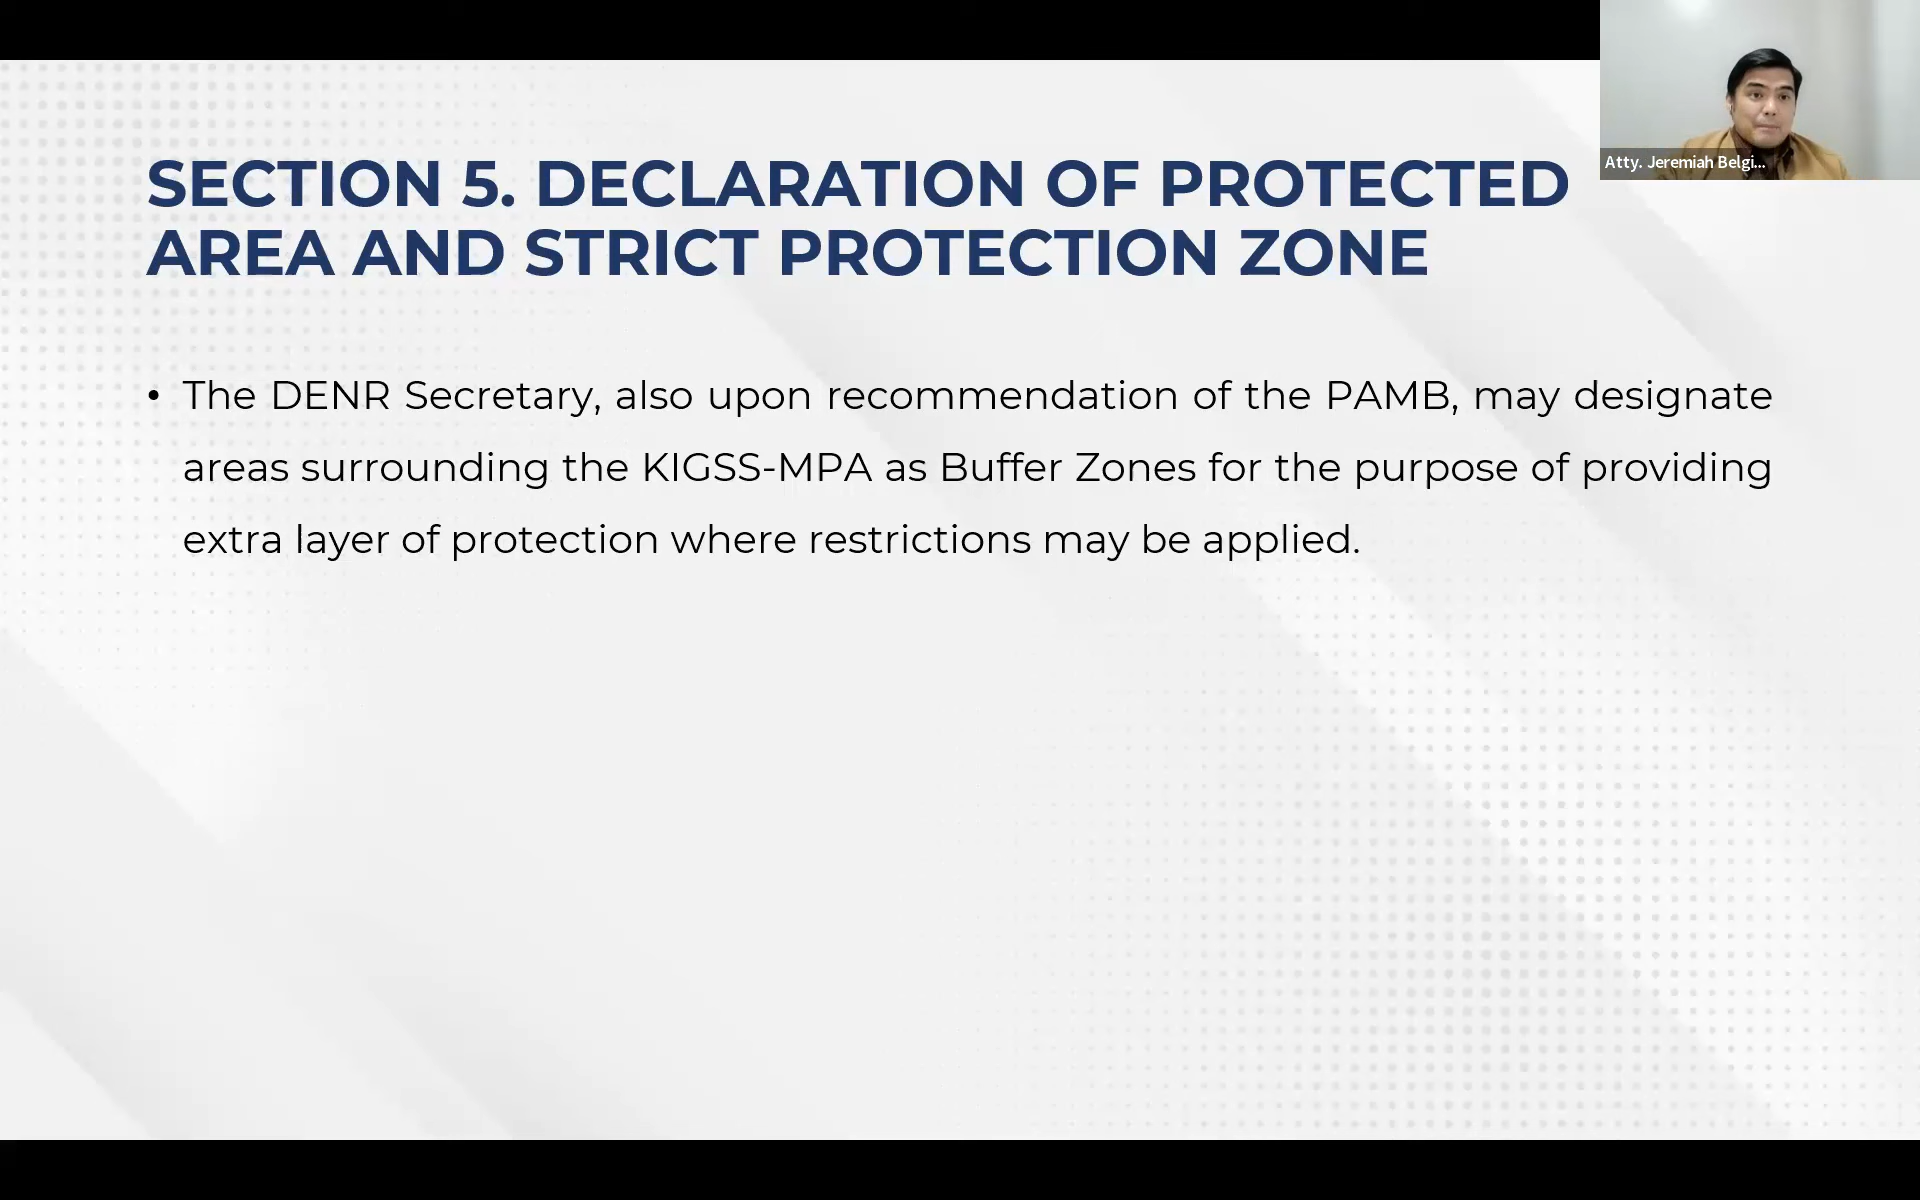 SECTION 5. DECLARATION OF PROTECTED
AREA AND STRICT PROTECTION ZONE
Atty. Jeremiah Belgi...
• The DENR Secretary, also upon recommendation of the PAMB, may designate
areas surrounding the KIGSS-MPA as Buffer Zones for the purpose of providing
extra layer of protection where restrictions may be applied.